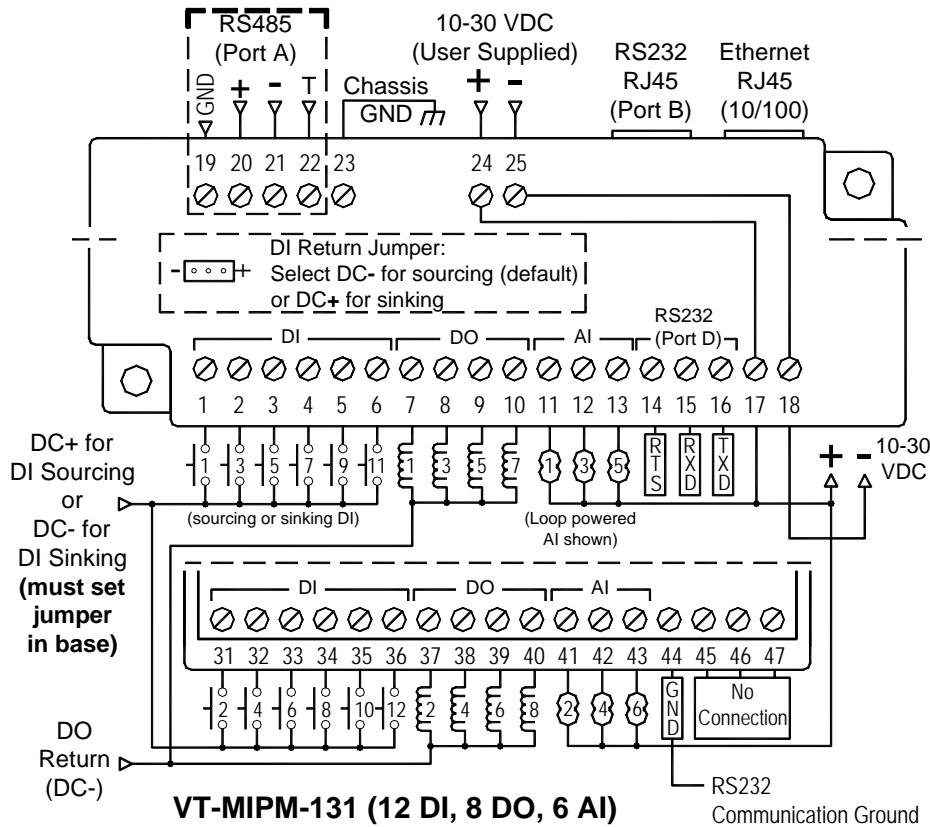 RS485
(Port A)
10-30 VDC
(User Supplied)
RS232
RJ45
(Port B)
Ethernet
RJ45
(10/100)
GND
+
-
T
Chassis
GND
+ -
19 20 21 22 23 24 25
DI Return Jumper:
- +
Select DC- for sourcing (default)
or DC+ for sinking
DI DO AI
RS232
(Port D)
1 2 3 4 5 6 7 8 9 10 11 12 13 14 15 16 17 18
1 3 5 7 9 11 1 3 5 7 1 3 5
RTS
RXD
TXD
+ -
10-30
VDC
(sourcing or sinking DI)
(Loop powered
AI shown)
DC+ for
DI Sourcing
or
DC- for
DI Sinking
(must set
jumper
in base)
DI DO AI
31 32 33 34 35 36 37 38 39 40 41 42 43 44 45 46 47
2 4 6 8 10 12 2 4 6 8 2 4 6
GND
No
Connection
DO
Return
(DC-)
RS232
Communication Ground
VT-MIPM-131 (12 DI, 8 DO, 6 AI)